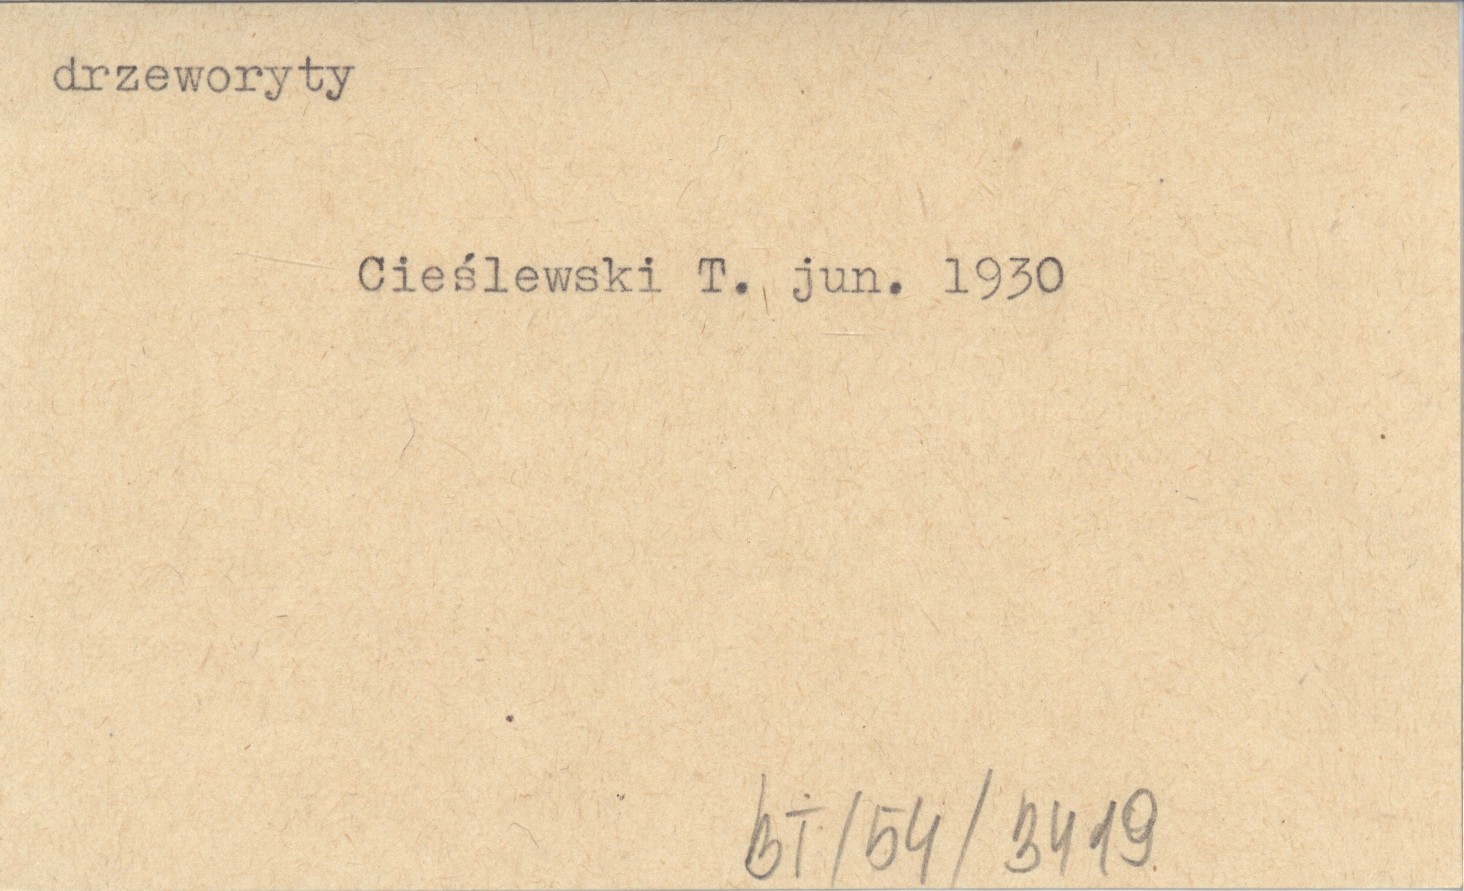 drzeworyty
Cieślewski T. jun. 1930
BT/54/3419